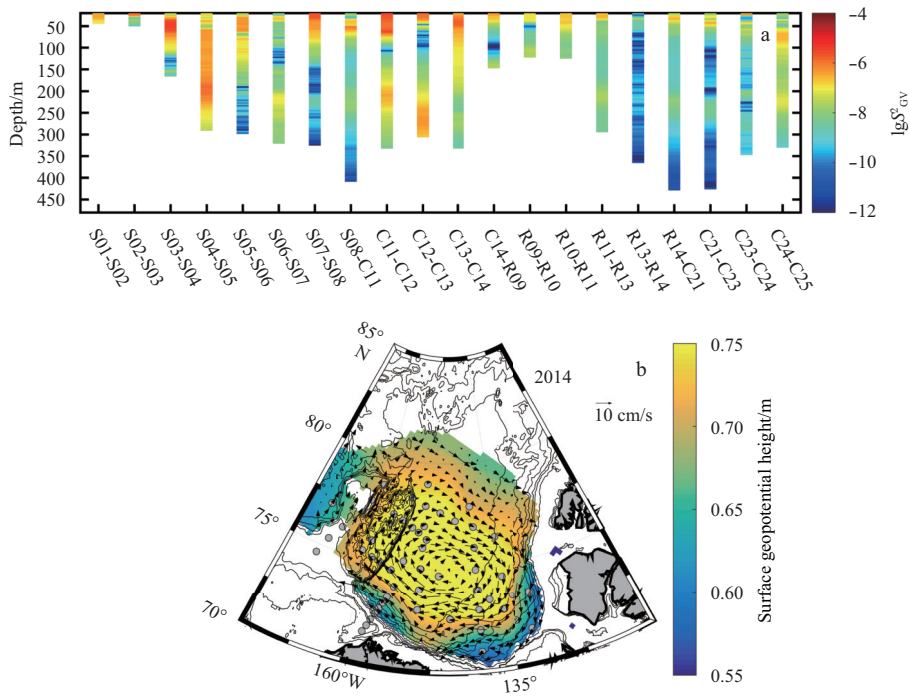 a
Depth/m
50
100
150
200
250
300
350
400
450
S01-S02
S02-S03
S03-S04
S04-S05
S05-S06
S06-S07
S07-S08
S08-C11
C11-C12
C12-C13
C13-C14
C14-R09
R09-R10
R10-R11
R11-R13
R13-R14
R14-C21
C21-C23
C23-C24
C24-C25
-4
-6
-8
-10
-12
lgS²GV
b
2014
10 cm/s
85°
N
80°
75°
70°
160°W
135°
0.75
0.70
0.65
0.60
0.55
Surface geopotential height/m